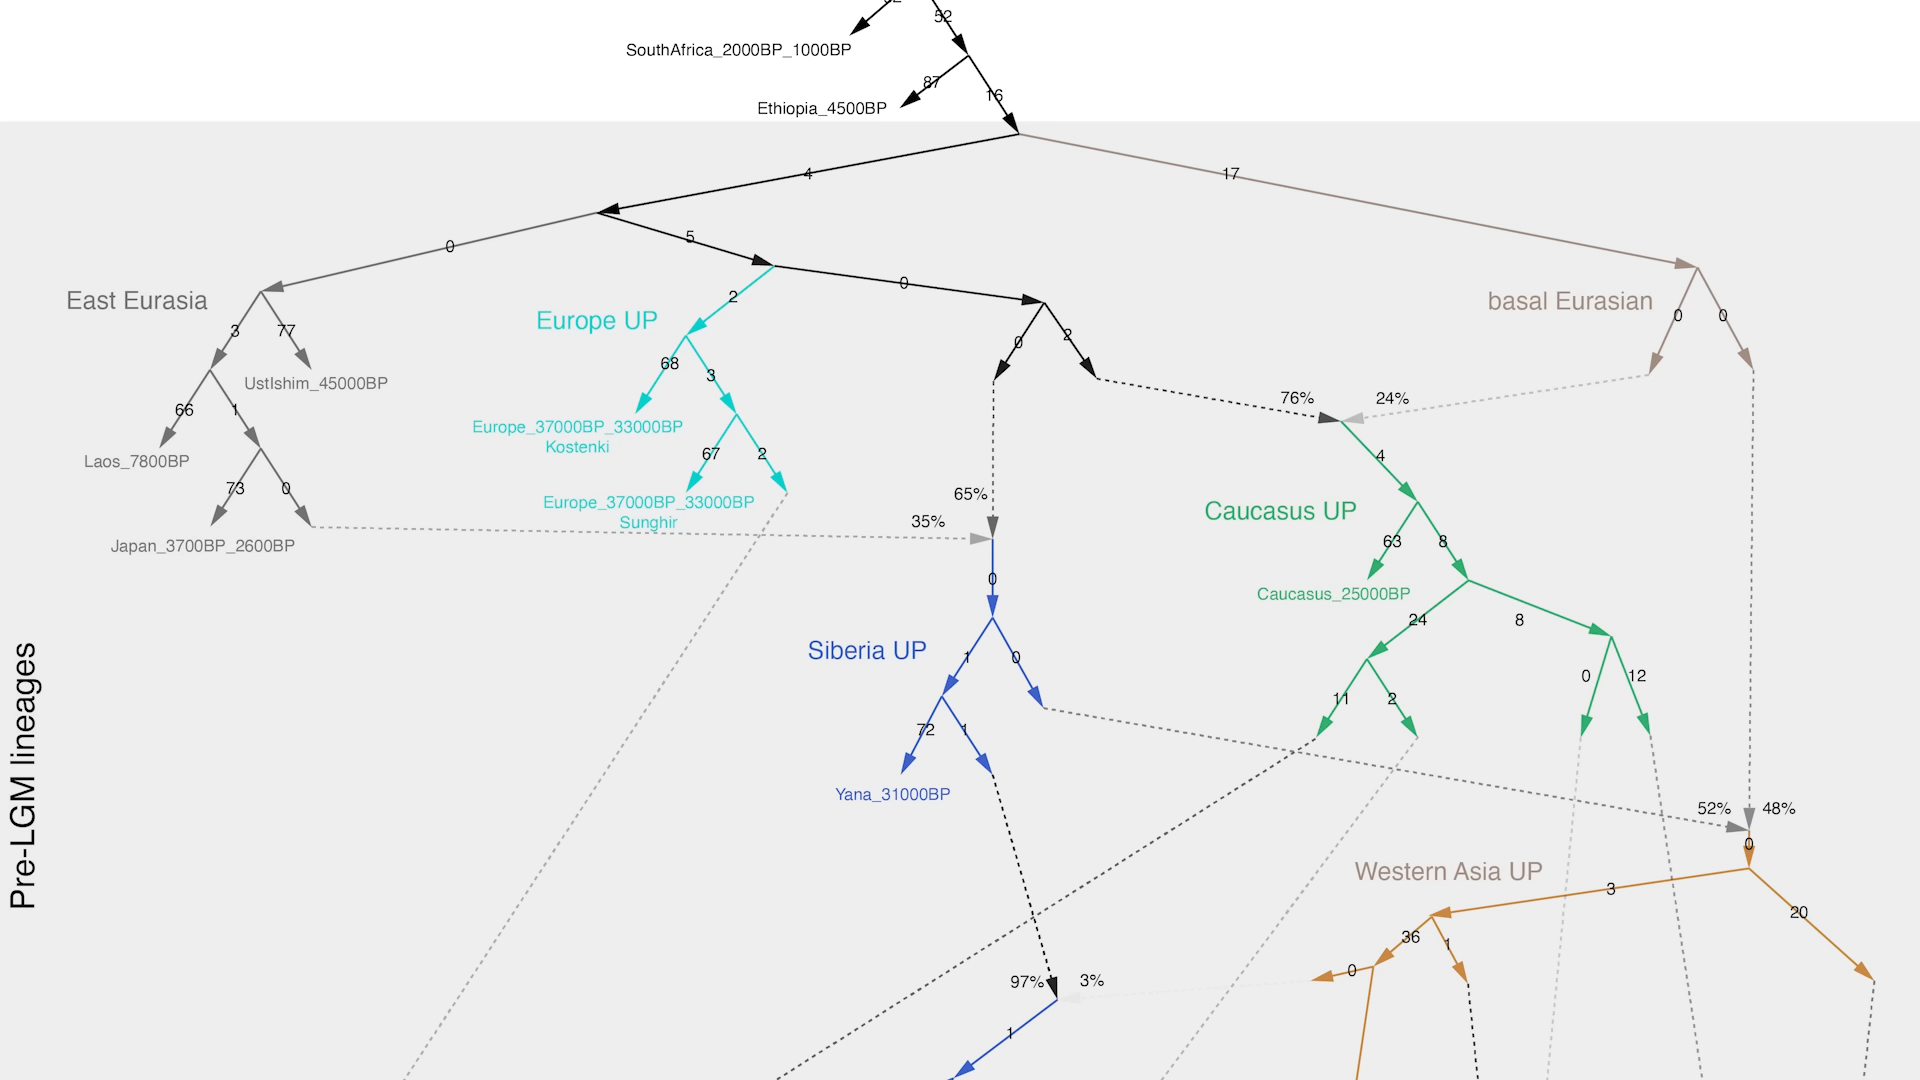 52
SouthAfrica_2000BP_1000BP
87
16
Ethiopia_4500BP
4
17
5
0
0
2
East Eurasia
Europe UP
basal Eurasian
0
0
3
77
0
2
68
3
UstIshim_45000BP
76%
24%
66
1
Europe_37000BP_33000BP
Kostenki
Laos_7800BP
67
2
4
73
0
65%
Europe_37000BP_33000BP
Sunghir
35%
Caucasus UP
Japan_3700BP_2600BP
63
8
0
Caucasus_25000BP
24
8
Siberia UP
1
0
0
12
11
2
72
1
Yana_31000BP
52%
48%
0
Western Asia UP
3
20
36
1
0
97%
3%
1
Pre-LGM lineages